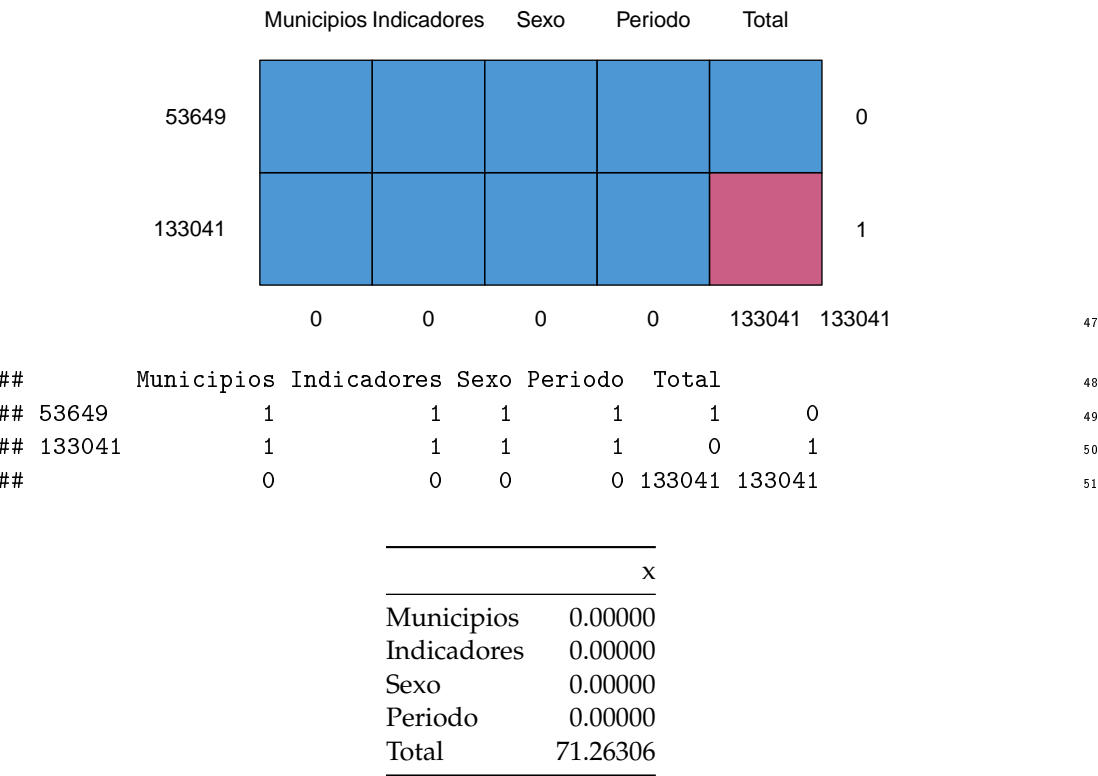 Municipios Indicadores Sexo Periodo Total
53649 0
133041 1
0 0 0 0 133041 133041 47
## Municipios Indicadores Sexo Periodo Total 48
## 53649 1 1 1 1 1 0 49
## 133041 1 1 1 1 0 1 50
## 0 0 0 0 133041 133041 51
x
Municipios 0.00000
Indicadores 0.00000
Sexo 0.00000
Periodo 0.00000
Total 71.26306